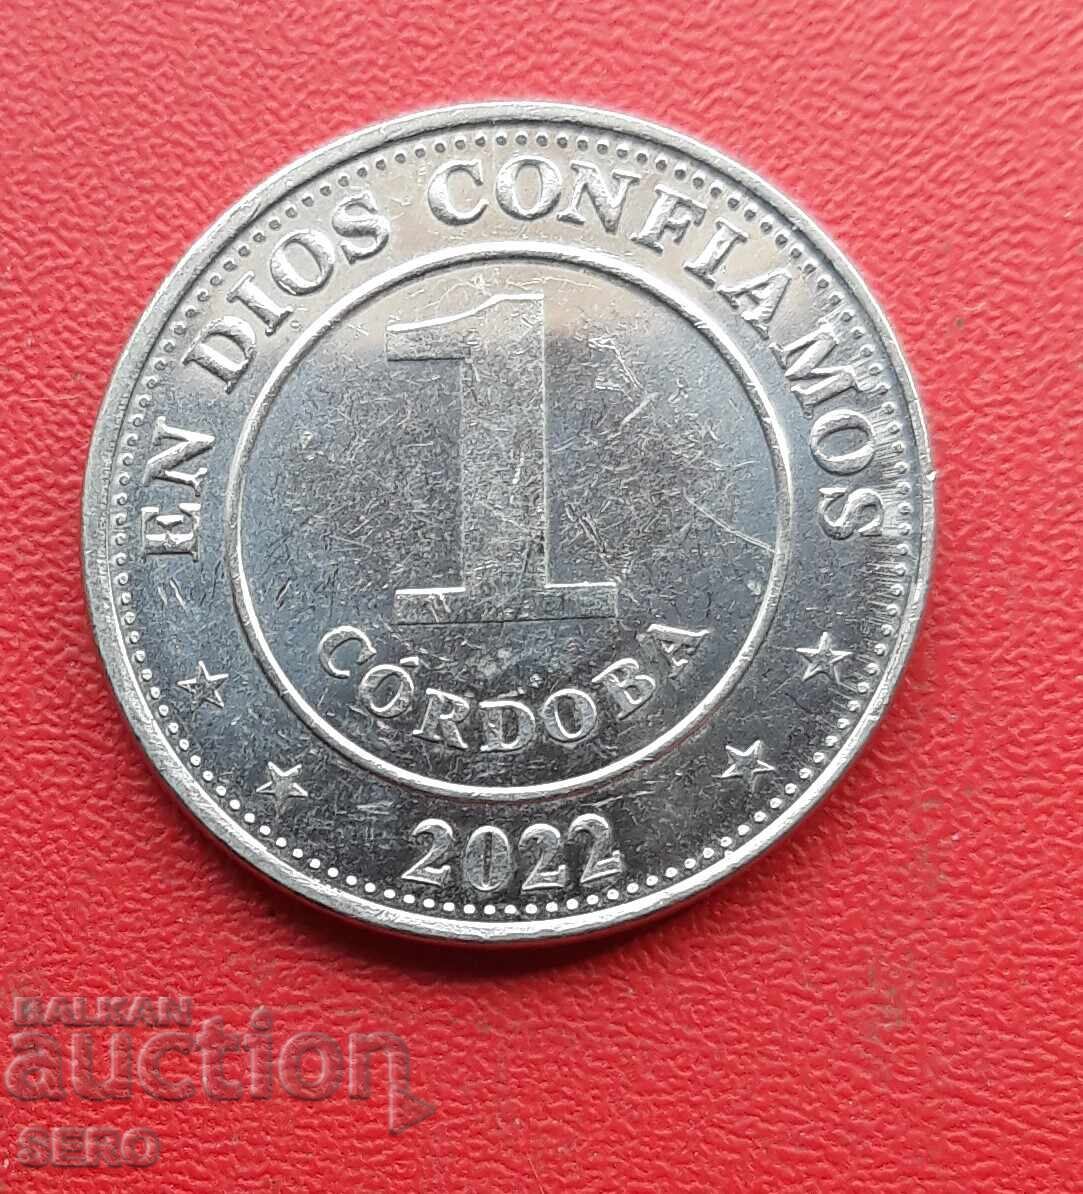 EN DIOS CONFIAMOS
1
CÓRDOBA
2022
BALKAN
auction
SERO